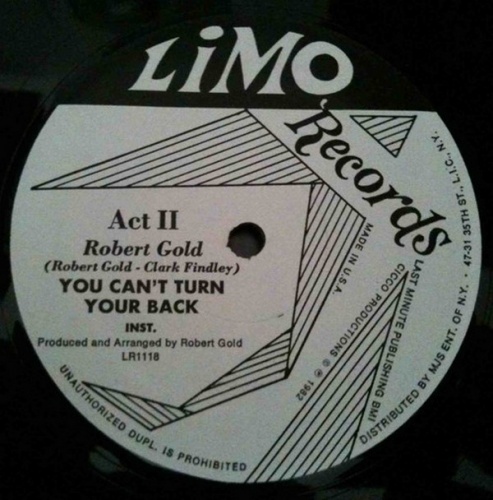 LiMO
Records
Act II
Robert Gold
(Robert Gold - Clark Findley)
YOU CAN'T TURN
YOUR BACK
INST.
Produced and Arranged by Robert Gold
LR1118
MADE IN U.S.A.
CICCO PRODUCTIONS © ℗ 1982
LAST MINUTE PUBLISHING BMI
DISTRIBUTED BY MJS ENT. OF N.Y. · 47-31 35TH ST., L.I.C., N.Y.
UNAUTHORIZED DUPL. IS PROHIBITED